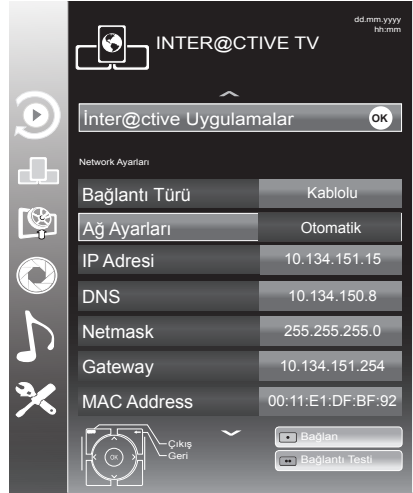 INTER@CTIVE TV
dd.mm.yyyy
hh:mm
İnter@ctive Uygulamalar OK
Network Ayarları
Bağlantı Türü Kablolu
Ağ Ayarları Otomatik
IP Adresi 10.134.151.15
DNS 10.134.150.8
Netmask 255.255.255.0
Gateway 10.134.151.254
MAC Address 00:11:E1:DF:BF:92
OK
Çıkış
Geri
Bağlan
Bağlantı Testi